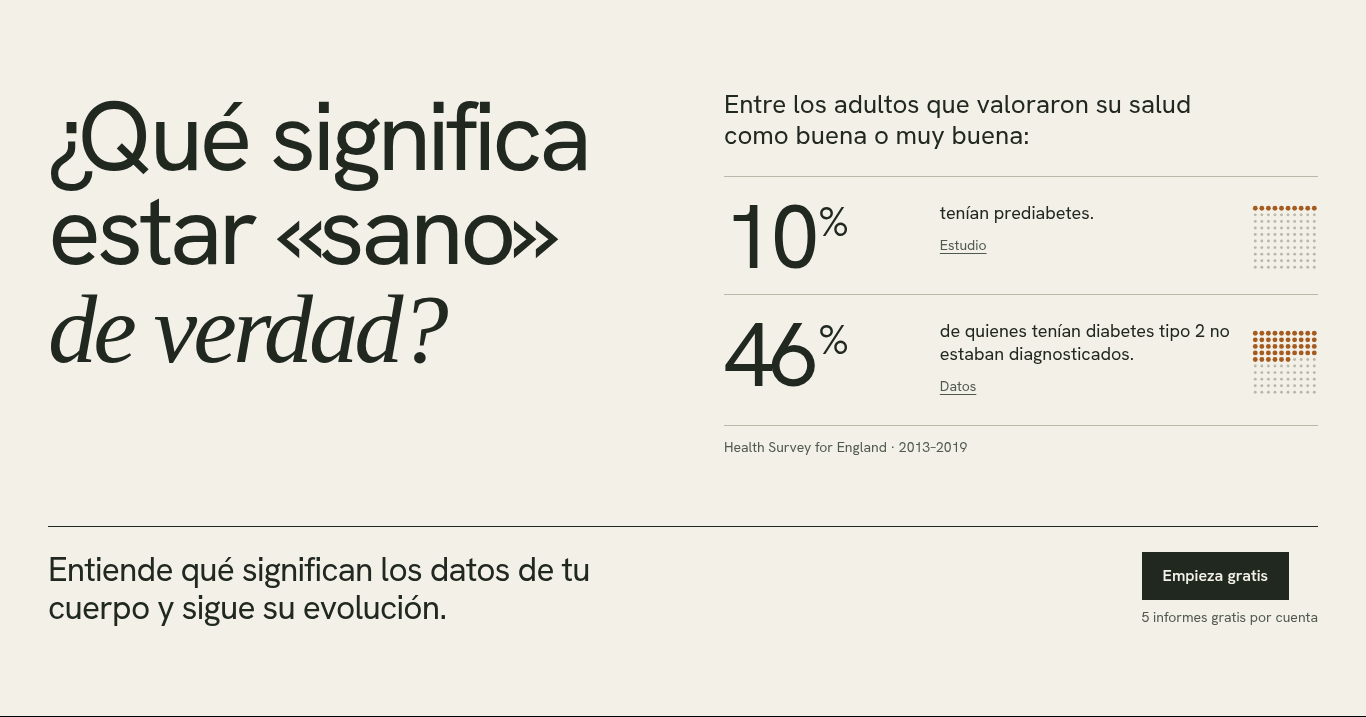 ¿Qué significa
estar «sano»
de verdad?
Entre los adultos que valoraron su salud
como buena o muy buena:
10%
tenían prediabetes.
Estudio
46%
de quienes tenían diabetes tipo 2 no
estaban diagnosticados.
Datos
Health Survey for England · 2013–2019
Entiende qué significan los datos de tu
cuerpo y sigue su evolución.
Empieza gratis
5 informes gratis por cuenta